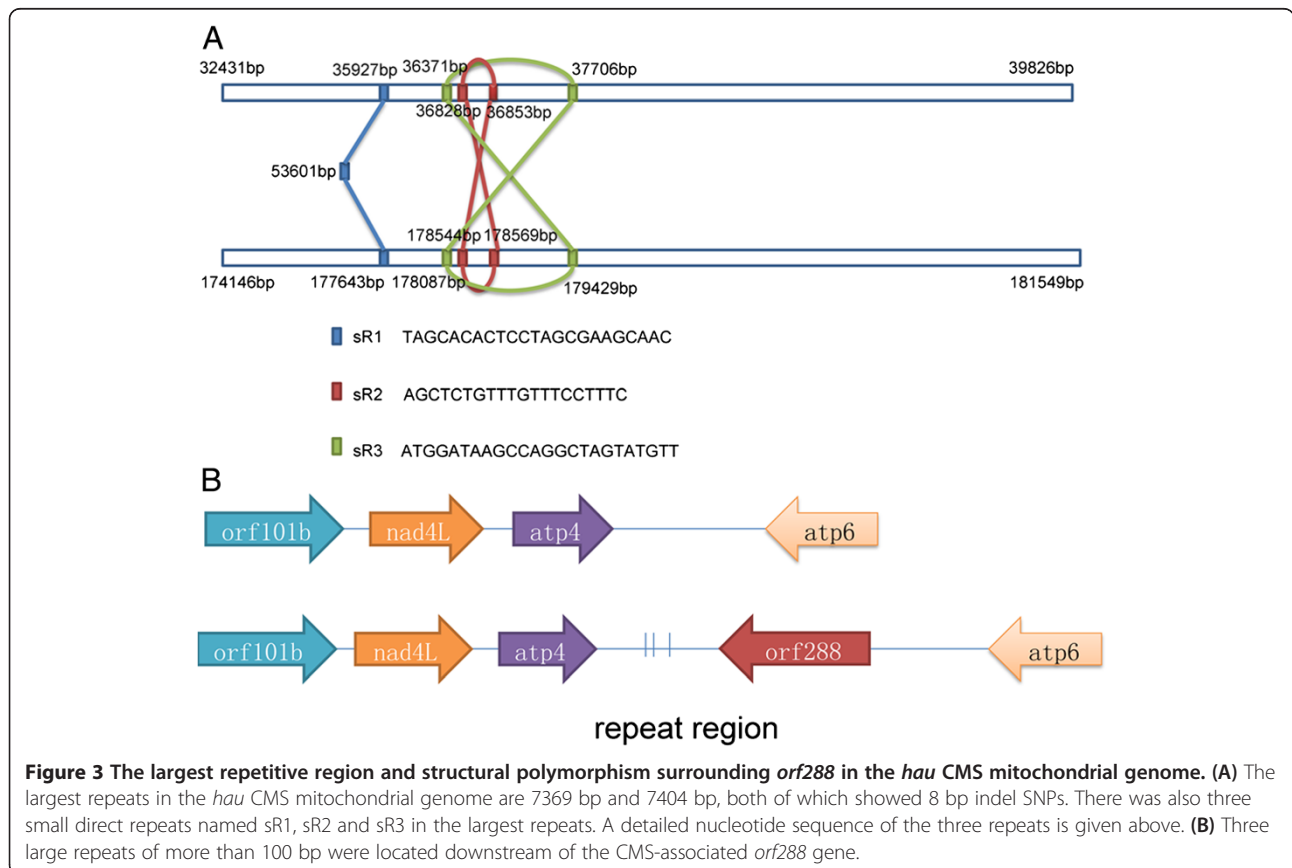 A
32431bp 35927bp 36371bp 37706bp 39826bp
36828bp 36853bp
53601bp
178544bp 178569bp
174146bp 177643bp 178087bp 179429bp 181549bp
sR1 TAGCACACTCCTAGCGAAGCAAC
sR2 AGCTCTGTTTGTTTCCTTTC
sR3 ATGGATAAGCCAGGCTAGTATGTT
B
orf101b nad4L atp4 atp6
orf101b nad4L atp4 orf288 atp6
repeat region
Figure 3 The largest repetitive region and structural polymorphism surrounding orf288 in the hau CMS mitochondrial genome. (A) The
largest repeats in the hau CMS mitochondrial genome are 7369 bp and 7404 bp, both of which showed 8 bp indel SNPs. There was also three
small direct repeats named sR1, sR2 and sR3 in the largest repeats. A detailed nucleotide sequence of the three repeats is given above. (B) Three
large repeats of more than 100 bp were located downstream of the CMS-associated orf288 gene.